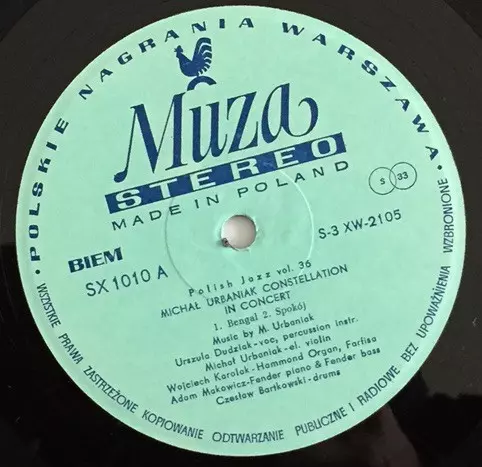 ·POLSKIE NAGRANIA WARSZAWA·
Muza
STEREO
MADE IN POLAND
S 33
BIEM
SX 1010 A
S-3 XW-2105
Polish Jazz vol. 36
MICHAŁ URBANIAK CONSTELLATION
IN CONCERT
1. Bengal 2. Spokój
Music by M. Urbaniak
Urszula Dudziak-voc, percussion instr.
Michał Urbaniak-el. violin
Wojciech Karolak-Hammond Organ, Farfisa
Adam Makowicz-Fender piano & Fender bass
Czesław Bartkowski-drums
WSZYSTKIE PRAWA ZASTRZEŻONE KOPIOWANIE ODTWARZANIE PUBLICZNE I RADIOWE BEZ UPOWAŻNIENIA WZBRONIONE